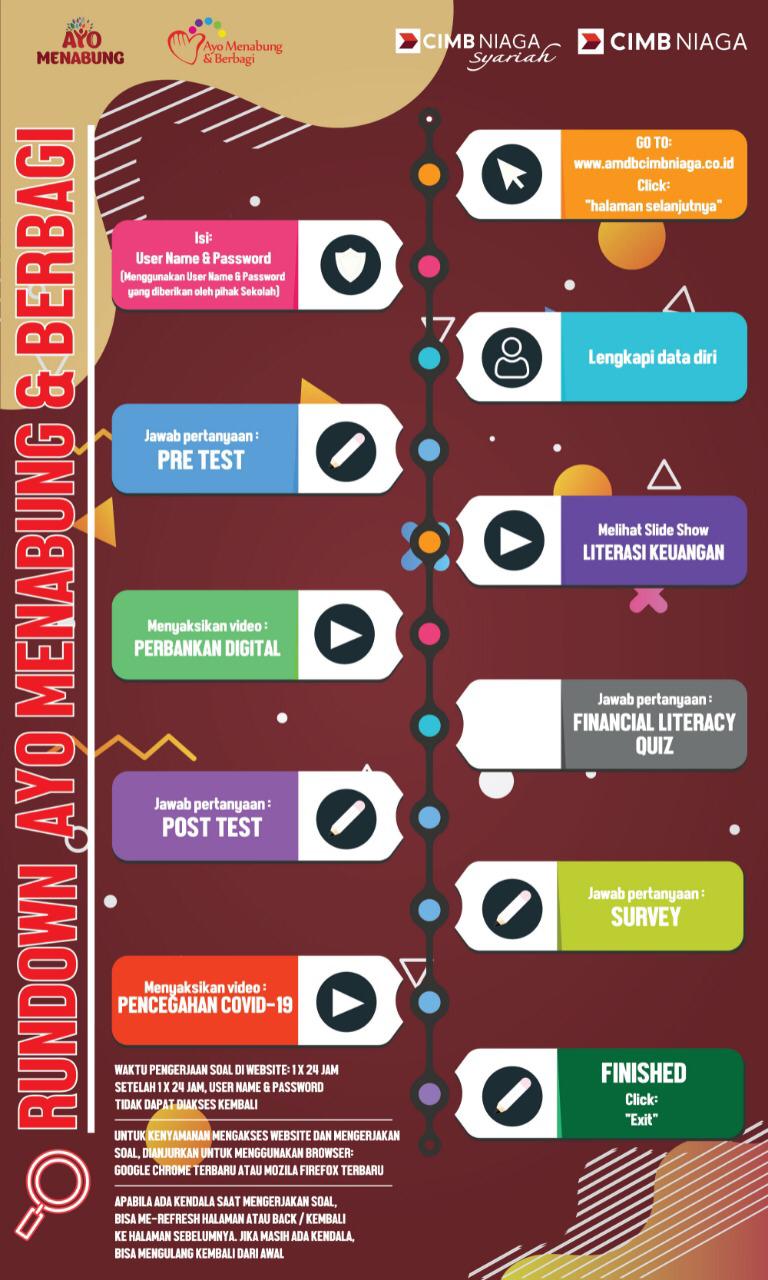 AYO
MENABUNG
Ayo Menabung
& Berbagi
CIMB NIAGA
syariah
CIMB NIAGA
RUNDOWN AYO MENABUNG & BERBAGI
GO TO:
www.amdbcimbniaga.co.id
Click:
"halaman selanjutnya"
Isi:
User Name & Password
(Menggunakan User Name & Password
yang diberikan oleh pihak Sekolah)
Lengkapi data diri
Jawab pertanyaan :
PRE TEST
Melihat Slide Show
LITERASI KEUANGAN
Menyaksikan video :
PERBANKAN DIGITAL
Jawab pertanyaan :
FINANCIAL LITERACY
QUIZ
Jawab pertanyaan :
POST TEST
Jawab pertanyaan :
SURVEY
Menyaksikan video :
PENCEGAHAN COVID-19
FINISHED
Click:
"Exit"
WAKTU PENGERJAAN SOAL DI WEBSITE: 1 X 24 JAM
SETELAH 1 X 24 JAM, USER NAME & PASSWORD
TIDAK DAPAT DIAKSES KEMBALI
UNTUK KENYAMANAN MENGAKSES WEBSITE DAN MENGERJAKAN
SOAL, DIANJURKAN UNTUK MENGGUNAKAN BROWSER:
GOOGLE CHROME TERBARU ATAU MOZILA FIREFOX TERBARU
APABILA ADA KENDALA SAAT MENGERJAKAN SOAL,
BISA ME-REFRESH HALAMAN ATAU BACK / KEMBALI
KE HALAMAN SEBELUMNYA. JIKA MASIH ADA KENDALA,
BISA MENGULANG KEMBALI DARI AWAL